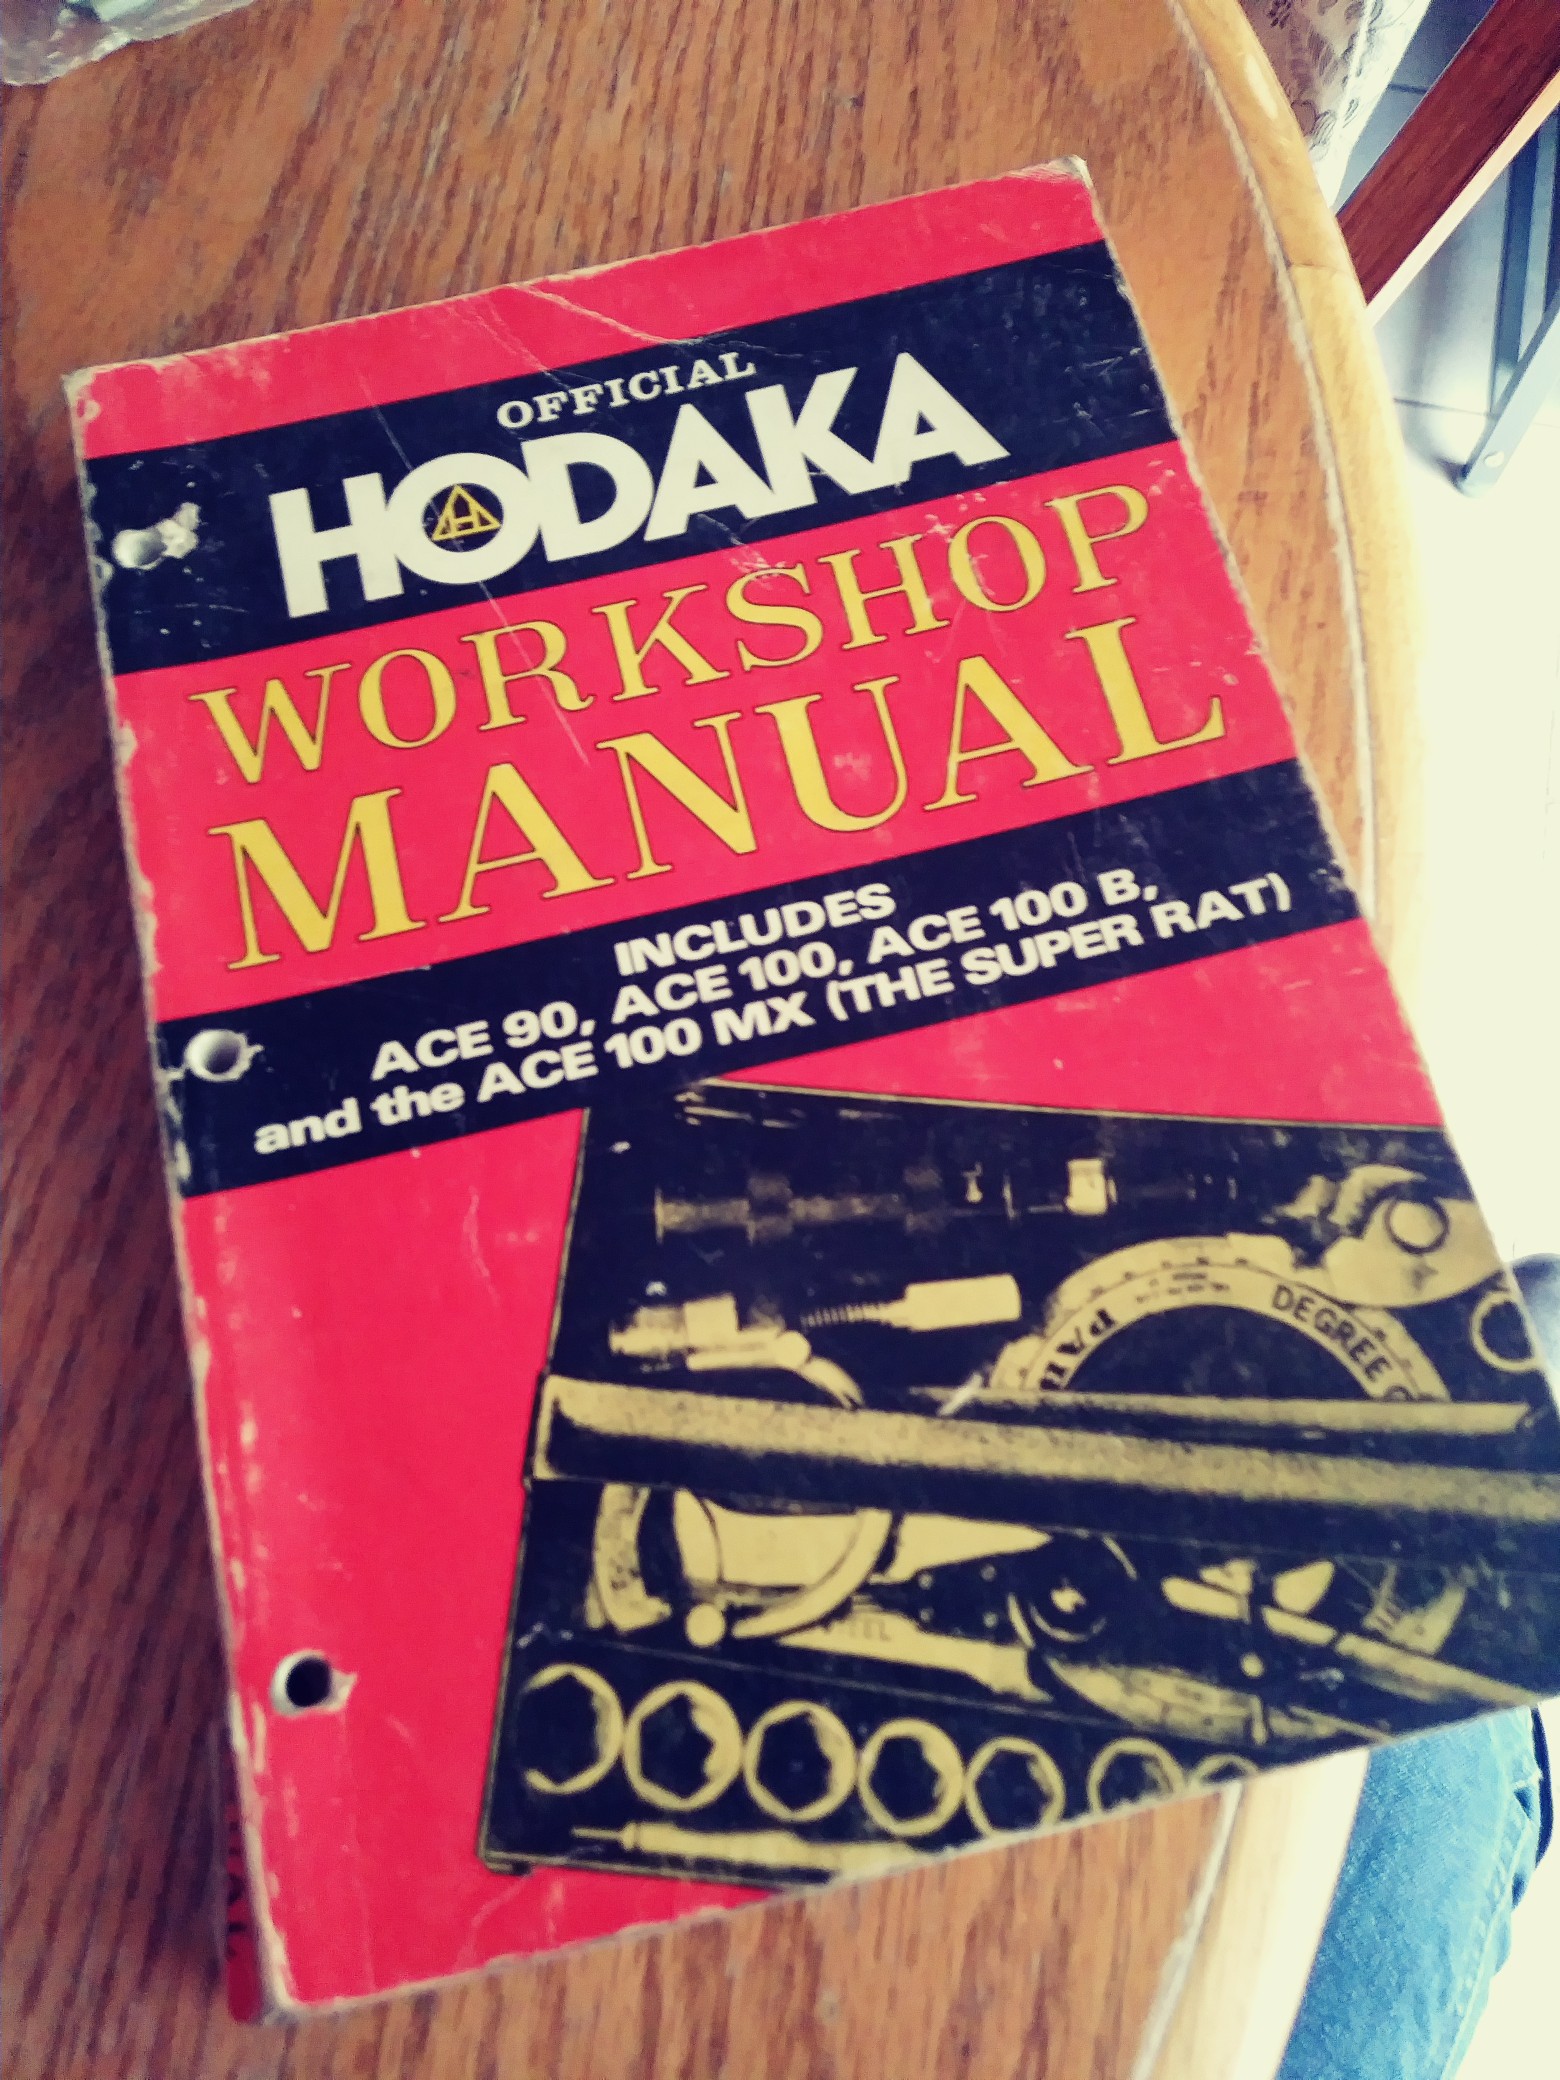 OFFICIAL
HODAKA
WORKSHOP
MANUAL
INCLUDES
ACE 90, ACE 100, ACE 100 B,
and the ACE 100 MX (THE SUPER RAT)
DEGREE